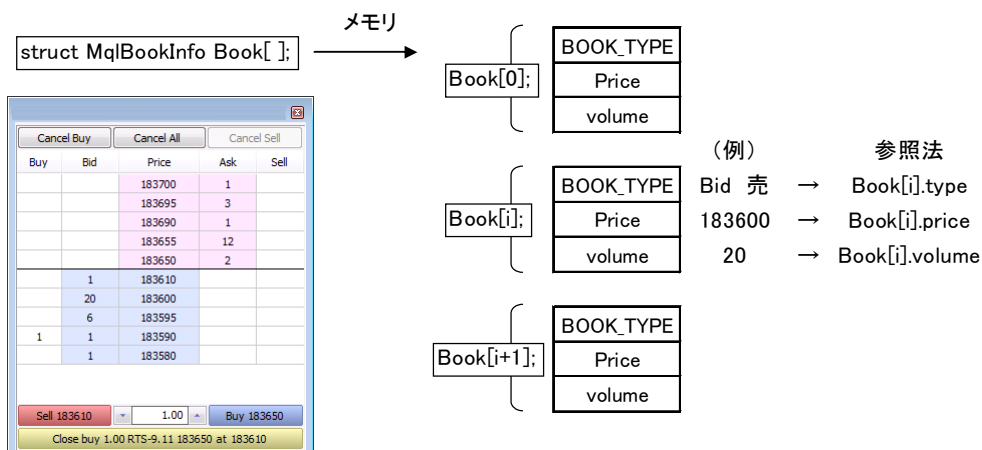 メモリ
struct MqlBookInfo Book[ ];
Book[0];
BOOK_TYPE
Price
volume
Cancel Buy Cancel All Cancel Sell
Buy Bid Price Ask Sell
183700 1
183695 3
183690 1
183655 12
183650 2
1 183610
20 183600
6 183595
1 1 183590
1 183580
Sell 183610 1.00 Buy 183650
Close buy 1.00 RTS-9.11 183650 at 183610
(例) 参照法
Book[i];
BOOK_TYPE Bid 売 → Book[i].type
Price 183600 → Book[i].price
volume 20 → Book[i].volume
Book[i+1];
BOOK_TYPE
Price
volume